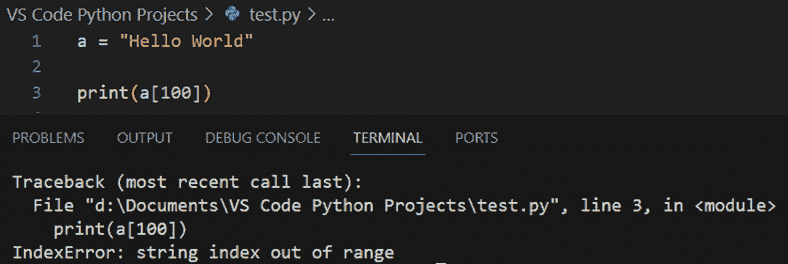 VS Code Python Projects > test.py > ...
1 a = "Hello World"
2
3 print(a[100])
PROBLEMS OUTPUT DEBUG CONSOLE TERMINAL PORTS
Traceback (most recent call last):
  File "d:\Documents\VS Code Python Projects\test.py", line 3, in <module>
    print(a[100])
IndexError: string index out of range